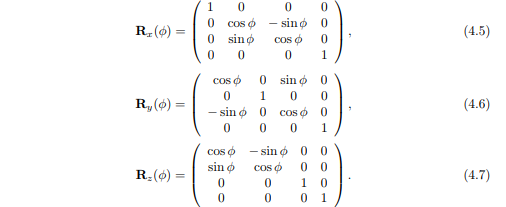 1 0 0 0
0 cos ϕ − sin ϕ 0
R_x(ϕ) = , (4.5)
0 sin ϕ cos ϕ 0
0 0 0 1
cos ϕ 0 sin ϕ 0
0 1 0 0
R_y(ϕ) = , (4.6)
− sin ϕ 0 cos ϕ 0
0 0 0 1
cos ϕ − sin ϕ 0 0
sin ϕ cos ϕ 0 0
R_z(ϕ) = . (4.7)
0 0 1 0
0 0 0 1